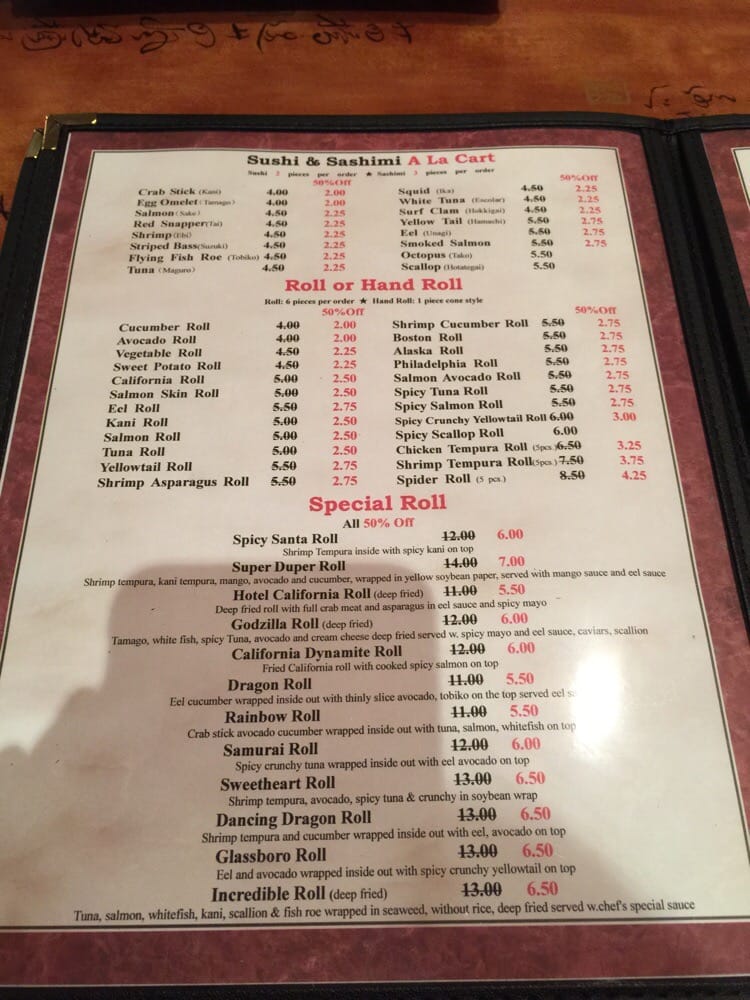 Sushi & Sashimi A La Cart
Sushi 2 pieces per order ★ Sashimi 3 pieces per order
50%Off
Crab Stick (Kani) 4.00 2.00
Egg Omelet (Tamago) 4.00 2.00
Salmon (Sake) 4.50 2.25
Red Snapper(Tai) 4.50 2.25
Shrimp(Ebi) 4.50 2.25
Striped Bass(Suzuki) 4.50 2.25
Flying Fish Roe (Tobiko) 4.50 2.25
Tuna (Maguro) 4.50 2.25
50%Off
Squid (Ika) 4.50 2.25
White Tuna (Escolar) 4.50 2.25
Surf Clam (Hokkigai) 4.50 2.25
Yellow Tail (Hamachi) 5.50 2.75
Eel (Unagi) 5.50 2.75
Smoked Salmon 5.50 2.75
Octopus (Tako) 5.50
Scallop (Hotategai) 5.50
Roll or Hand Roll
Roll: 6 pieces per order ★ Hand Roll: 1 piece cone style
50%Off
Cucumber Roll 4.00 2.00
Avocado Roll 4.00 2.00
Vegetable Roll 4.50 2.25
Sweet Potato Roll 4.50 2.25
California Roll 5.00 2.50
Salmon Skin Roll 5.00 2.50
Eel Roll 5.50 2.75
Kani Roll 5.00 2.50
Salmon Roll 5.00 2.50
Tuna Roll 5.00 2.50
Yellowtail Roll 5.50 2.75
Shrimp Asparagus Roll 5.50 2.75
50%Off
Shrimp Cucumber Roll 5.50 2.75
Boston Roll 5.50 2.75
Alaska Roll 5.50 2.75
Philadelphia Roll 5.50 2.75
Salmon Avocado Roll 5.50 2.75
Spicy Tuna Roll 5.50 2.75
Spicy Salmon Roll 5.50 2.75
Spicy Crunchy Yellowtail Roll 6.00 3.00
Spicy Scallop Roll 6.00
Chicken Tempura Roll (5pcs.) 6.50 3.25
Shrimp Tempura Roll(5pcs.) 7.50 3.75
Spider Roll (5 pcs.) 8.50 4.25
Special Roll
All 50% Off
Spicy Santa Roll 12.00 6.00
Shrimp Tempura inside with spicy kani on top
Super Duper Roll 14.00 7.00
Shrimp tempura, kani tempura, mango, avocado and cucumber, wrapped in yellow soybean paper, served with mango sauce and eel sauce
Hotel California Roll (deep fried) 11.00 5.50
Deep fried roll with full crab meat and asparagus in eel sauce and spicy mayo
Godzilla Roll (deep fried) 12.00 6.00
Tamago, white fish, spicy Tuna, avocado and cream cheese deep fried served w. spicy mayo and eel sauce, caviars, scallion
California Dynamite Roll 12.00 6.00
Fried California roll with cooked spicy salmon on top
Dragon Roll 11.00 5.50
Eel cucumber wrapped inside out with thinly slice avocado, tobiko on the top served eel
Rainbow Roll 11.00 5.50
Crab stick avocado cucumber wrapped inside out with tuna, salmon, whitefish on top
Samurai Roll 12.00 6.00
Spicy crunchy tuna wrapped inside out with eel avocado on top
Sweetheart Roll 13.00 6.50
Shrimp tempura, avocado, spicy tuna & crunchy in soybean wrap
Dancing Dragon Roll 13.00 6.50
Shrimp tempura and cucumber wrapped inside out with eel, avocado on top
Glassboro Roll 13.00 6.50
Eel and avocado wrapped inside out with spicy crunchy yellowtail on top
Incredible Roll (deep fried) 13.00 6.50
Tuna, salmon, whitefish, kani, scallion & fish roe wrapped in seaweed, without rice, deep fried served w.chef's special sauce